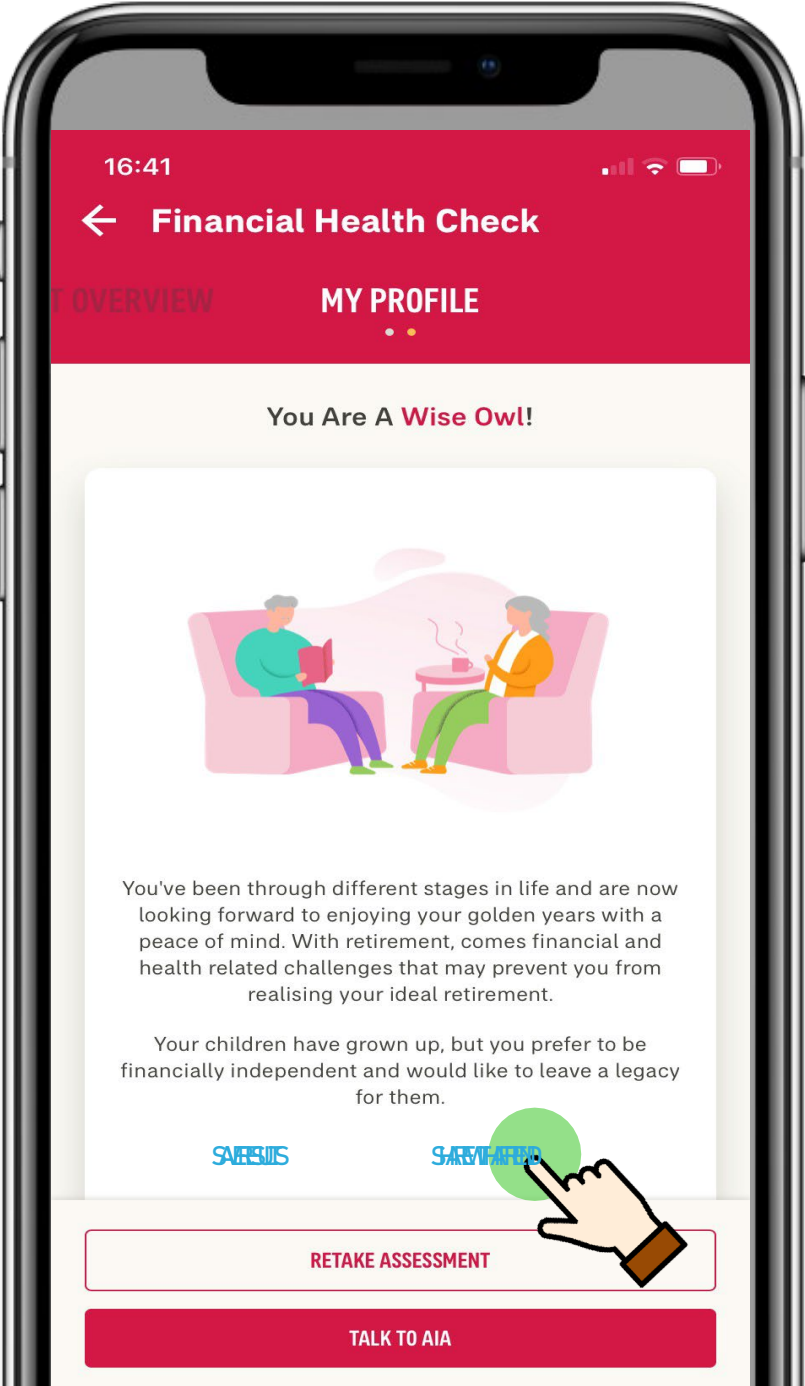 16:41
Financial Health Check
T OVERVIEW
MY PROFILE
You Are A Wise Owl!
You've been through different stages in life and are now
looking forward to enjoying your golden years with a
peace of mind. With retirement, comes financial and
health related challenges that may prevent you from
realising your ideal retirement.
Your children have grown up, but you prefer to be
financially independent and would like to leave a legacy
for them.
RETAKE ASSESSMENT
TALK TO AIA